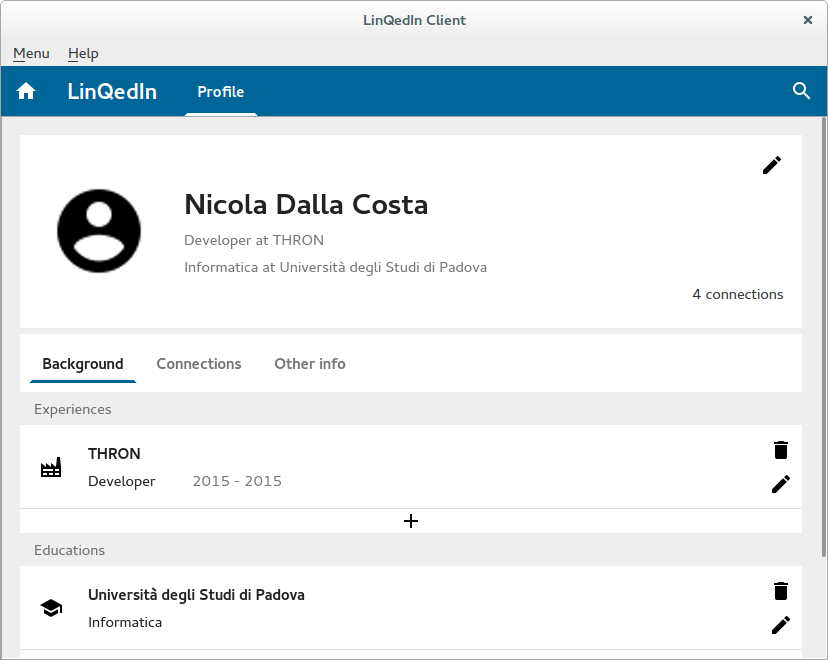 LinQedIn Client
Menu Help
LinQedIn Profile
Nicola Dalla Costa
Developer at THRON
Informatica at Università degli Studi di Padova
4 connections
Background Connections Other info
Experiences
THRON
Developer 2015 - 2015
Educations
Università degli Studi di Padova
Informatica